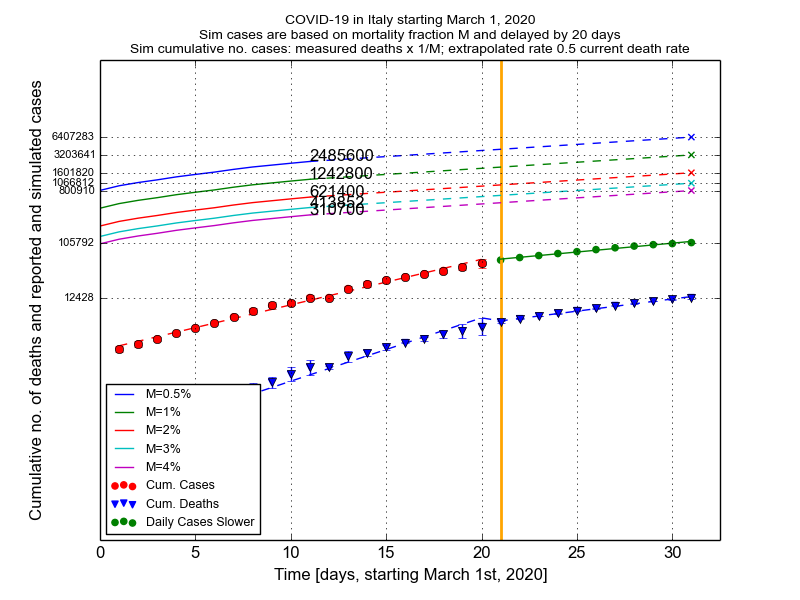 COVID-19 in Italy starting March 1, 2020
Sim cases are based on mortality fraction M and delayed by 20 days
Sim cumulative no. cases: measured deaths x 1/M; extrapolated rate 0.5 current death rate
Cumulative no. of deaths and reported and simulated cases
6407283
3203641
1601820
1066812
800910
105792
12428
2485600
1242800
621400
413852
310700
M=0.5%
M=1%
M=2%
M=3%
M=4%
Cum. Cases
Cum. Deaths
Daily Cases Slower
0 5 10 15 20 25 30
Time [days, starting March 1st, 2020]